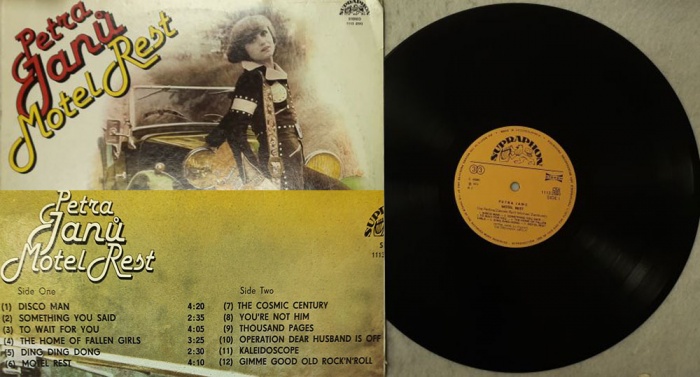 Petra
Janů
Motel Rest
SUPRAPHON
STEREO
Petra
Janů
Motel Rest
Side One
(1) DISCO MAN 4:20
(2) SOMETHING YOU SAID 2:35
(3) TO WAIT FOR YOU 4:05
(4) THE HOME OF FALLEN GIRLS 3:25
(5) DING DING DONG 2:30
(6) MOTEL REST 4:10
Side Two
(7) THE COSMIC CENTURY
(8) YOU'RE NOT HIM
(9) THOUSAND PAGES
(10) OPERATION DEAR HUSBAND IS OFF
(11) KALEIDOSCOPE
(12) GIMME GOOD OLD ROCK'N'ROLL
SUPRAPHON
33
PETRA JANŮ
MOTEL REST